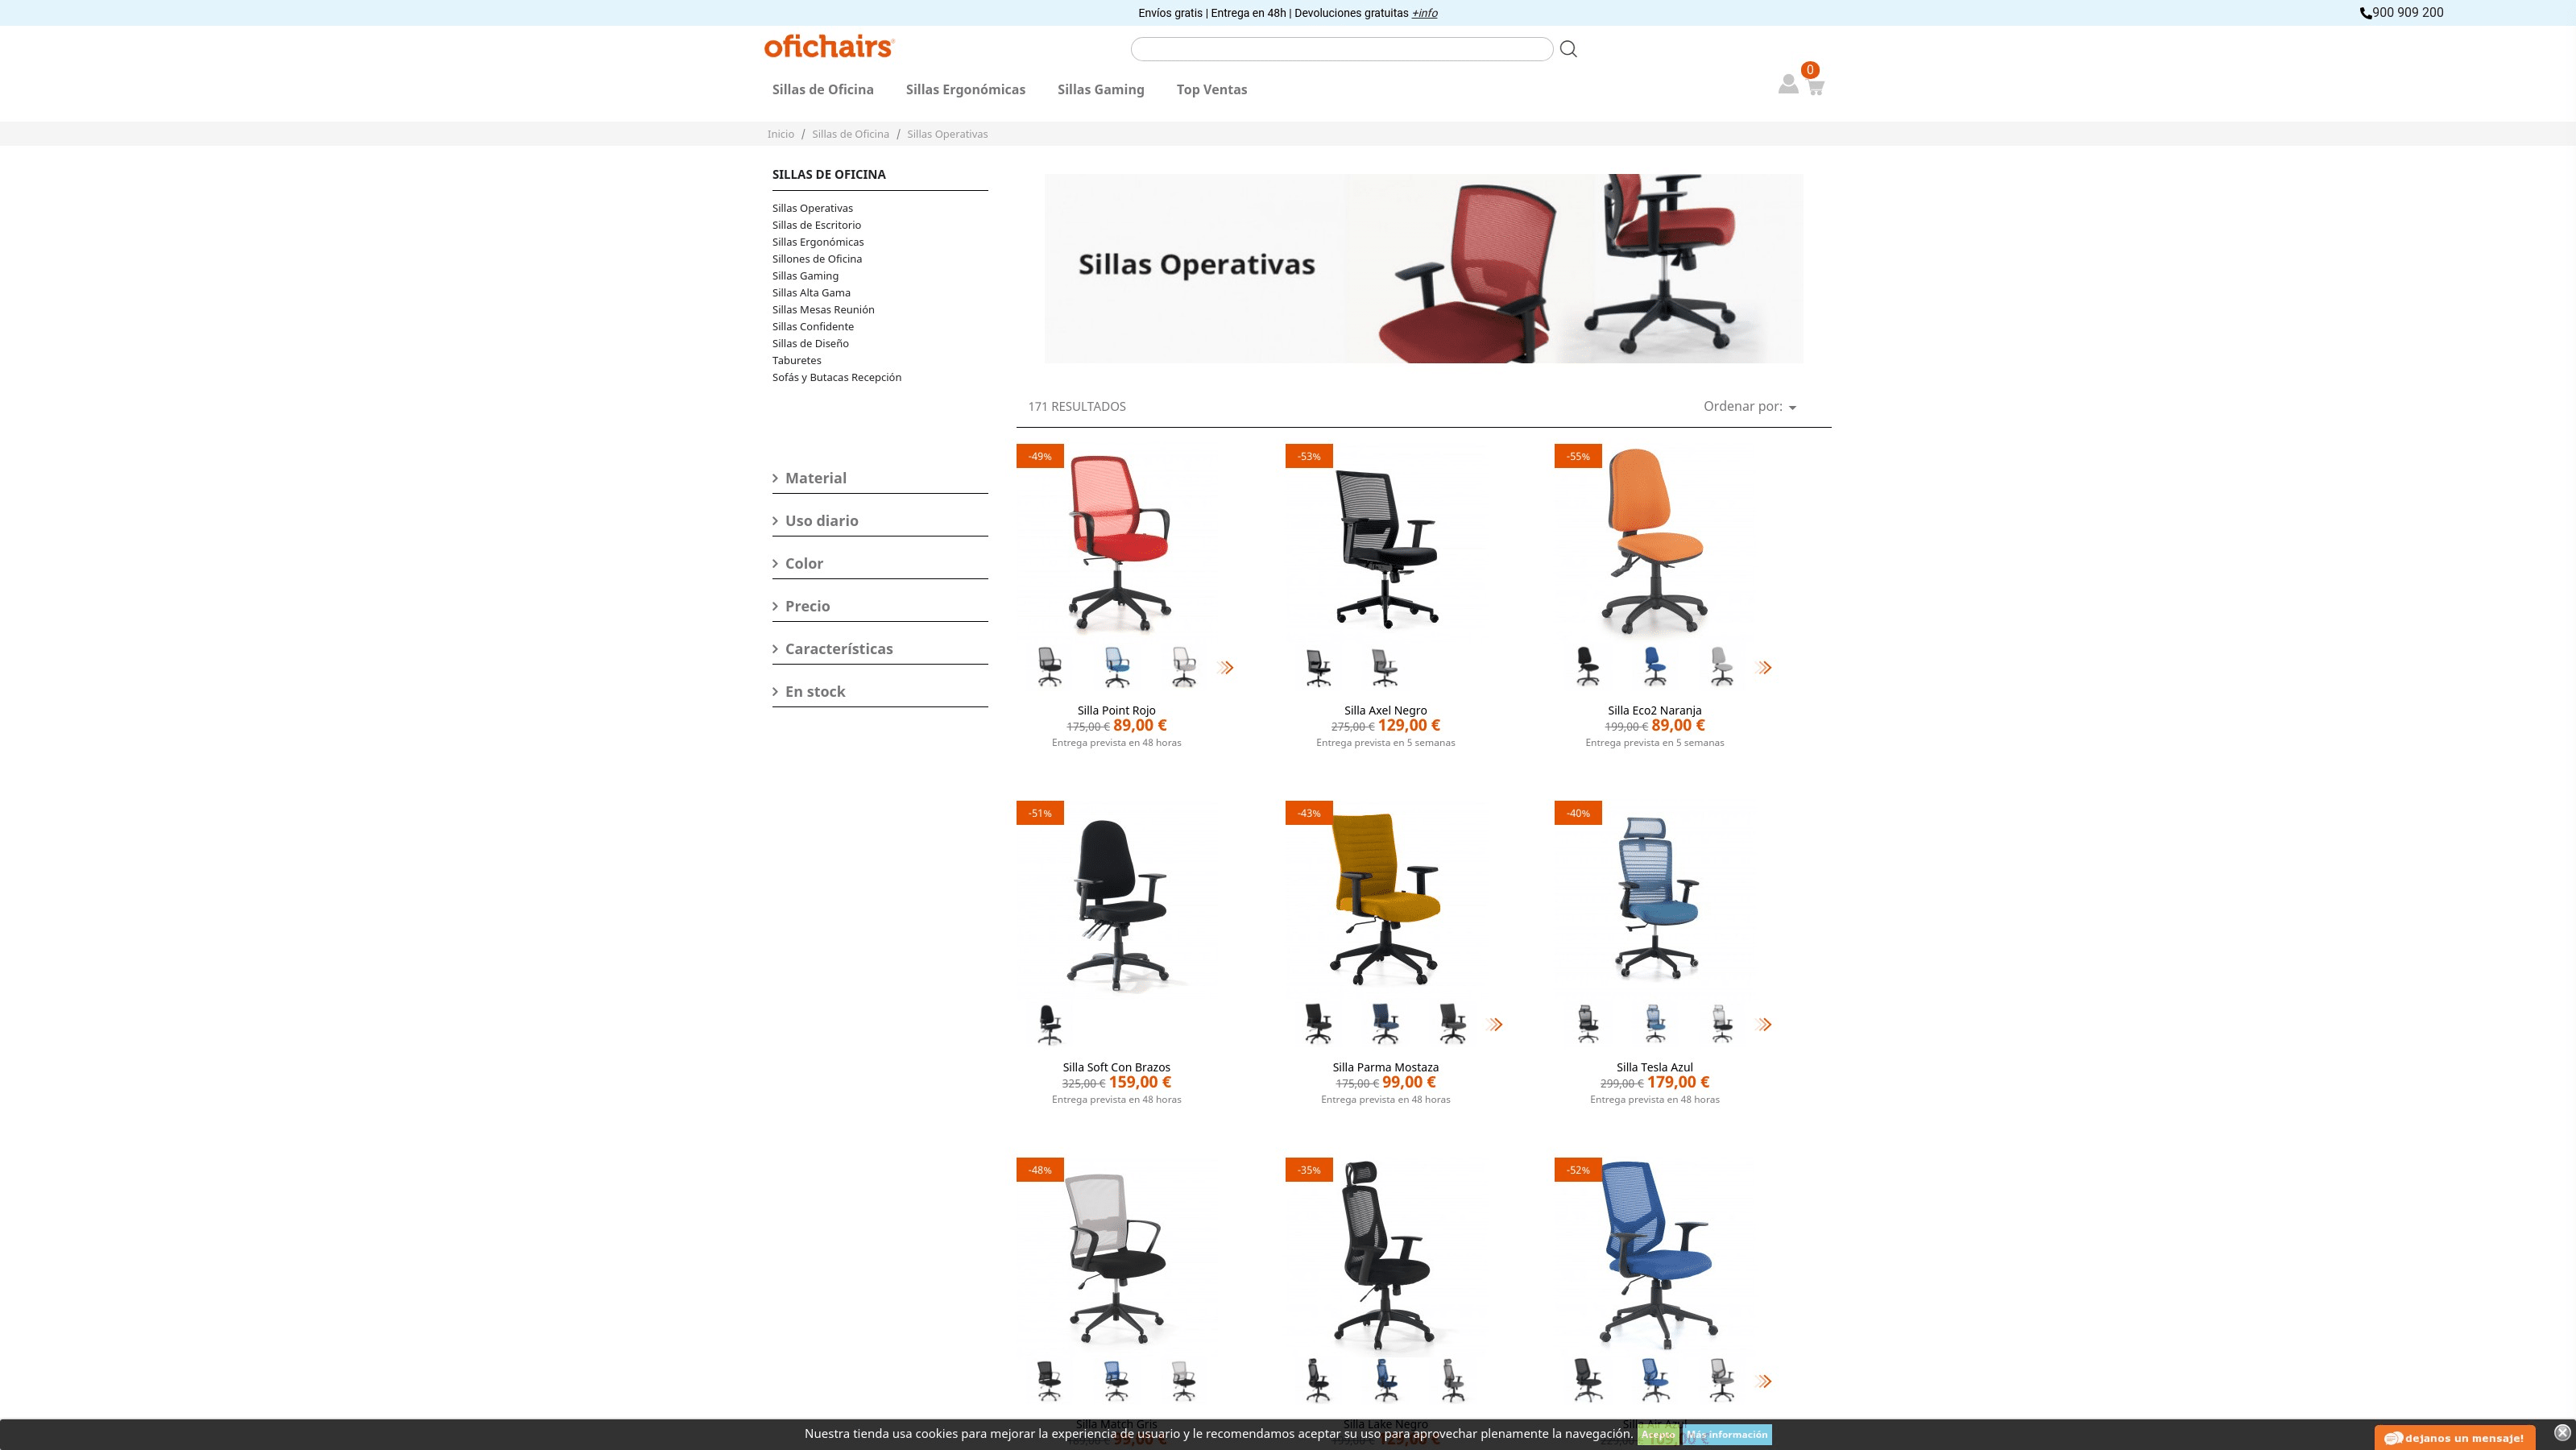 Envíos gratis | Entrega en 48h | Devoluciones gratuitas +info
900 909 200
ofichairs
Sillas de Oficina
Sillas Ergonómicas
Sillas Gaming
Top Ventas
0
Inicio / Sillas de Oficina / Sillas Operativas
SILLAS DE OFICINA
Sillas Operativas
Sillas de Escritorio
Sillas Ergonómicas
Sillones de Oficina
Sillas Gaming
Sillas Alta Gama
Sillas Mesas Reunión
Sillas Confidente
Sillas de Diseño
Taburetes
Sofás y Butacas Recepción
Material
Uso diario
Color
Precio
Características
En stock
Sillas Operativas
171 RESULTADOS
Ordenar por:
-49%
Silla Point Rojo
175,00 € 89,00 €
Entrega prevista en 48 horas
-53%
Silla Axel Negro
275,00 € 129,00 €
Entrega prevista en 5 semanas
-55%
Silla Eco2 Naranja
199,00 € 89,00 €
Entrega prevista en 5 semanas
-51%
Silla Soft Con Brazos
325,00 € 159,00 €
Entrega prevista en 48 horas
-43%
Silla Parma Mostaza
175,00 € 99,00 €
Entrega prevista en 48 horas
-40%
Silla Tesla Azul
299,00 € 179,00 €
Entrega prevista en 48 horas
-48%
Silla Match Gris
-35%
Silla Lake Negro
-52%
Nuestra tienda usa cookies para mejorar la experiencia de usuario y le recomendamos aceptar su uso para aprovechar plenamente la navegación. Acepto Más información
dejanos un mensaje!